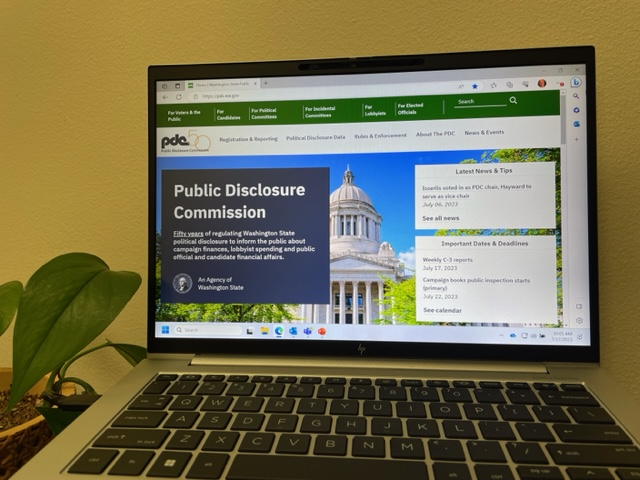 https://pdc.wa.gov
For Voters & the
Public
For
Candidates
For Political
Committees
For Incidental
Committees
For
Lobbyists
For Elected
Officials
Search
pdc 50
Public Disclosure Commission
Registration & Reporting
Political Disclosure Data
Rules & Enforcement
About The PDC
News & Events
Public Disclosure
Commission
Fifty years of regulating Washington State
political disclosure to inform the public about
campaign finances, lobbyist spending and public
official and candidate financial affairs.
An Agency of
Washington State
Latest News & Tips
Isserlis voted in as PDC chair, Hayward to
serve as vice chair
July 06, 2023
See all news
Important Dates & Deadlines
Weekly C-3 reports
July 17, 2023
Campaign books public inspection starts
(primary)
July 22, 2023
See calendar
Search
hp
Q W E R T Y U I O P
A S D F G H J K L
Z X C V B N M